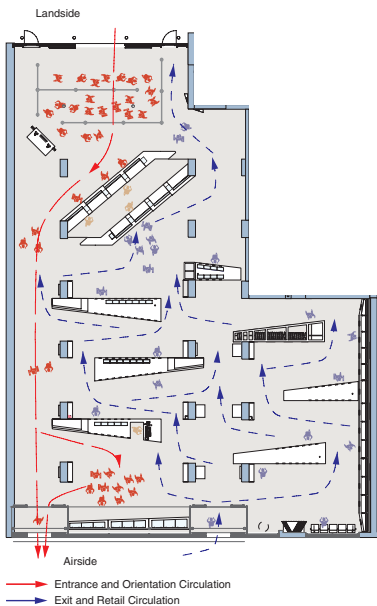 Landside
Airside
Entrance and Orientation Circulation
Exit and Retail Circulation